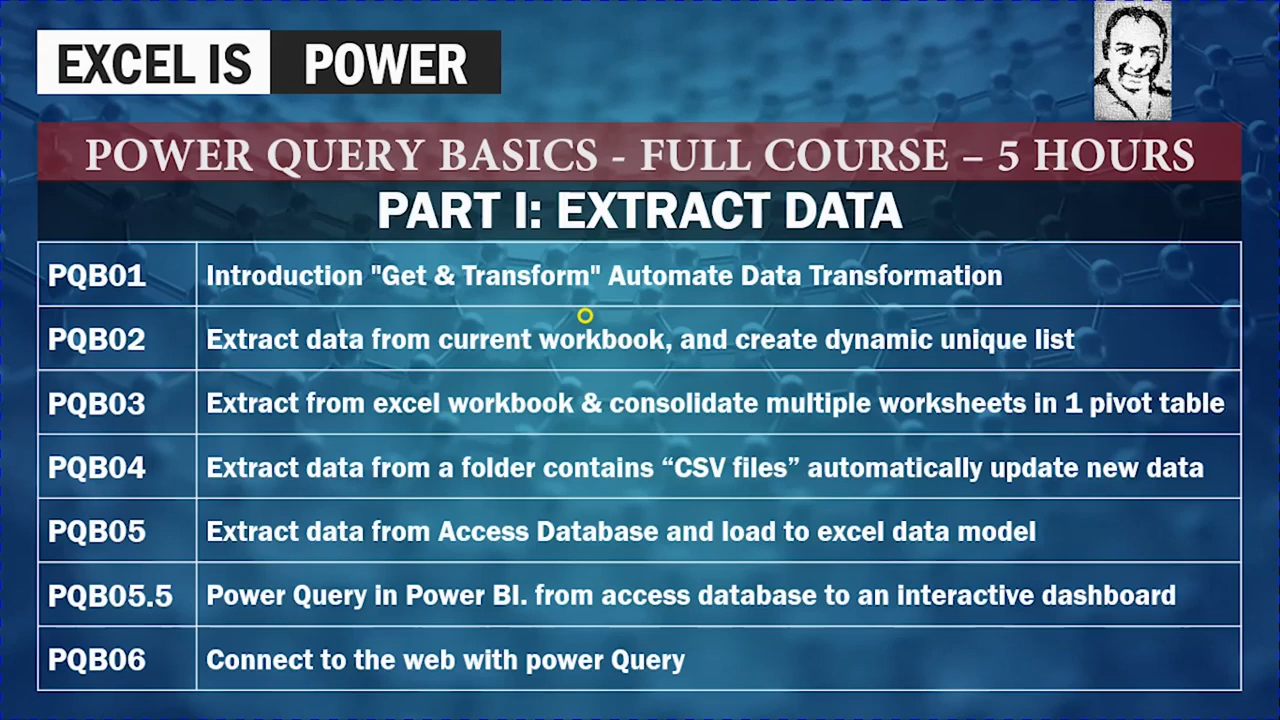 EXCEL IS POWER
POWER QUERY BASICS - FULL COURSE – 5 HOURS
PART I: EXTRACT DATA
PQB01 Introduction "Get & Transform" Automate Data Transformation
PQB02 Extract data from current workbook, and create dynamic unique list
PQB03 Extract from excel workbook & consolidate multiple worksheets in 1 pivot table
PQB04 Extract data from a folder contains “CSV files” automatically update new data
PQB05 Extract data from Access Database and load to excel data model
PQB05.5 Power Query in Power BI. from access database to an interactive dashboard
PQB06 Connect to the web with power Query